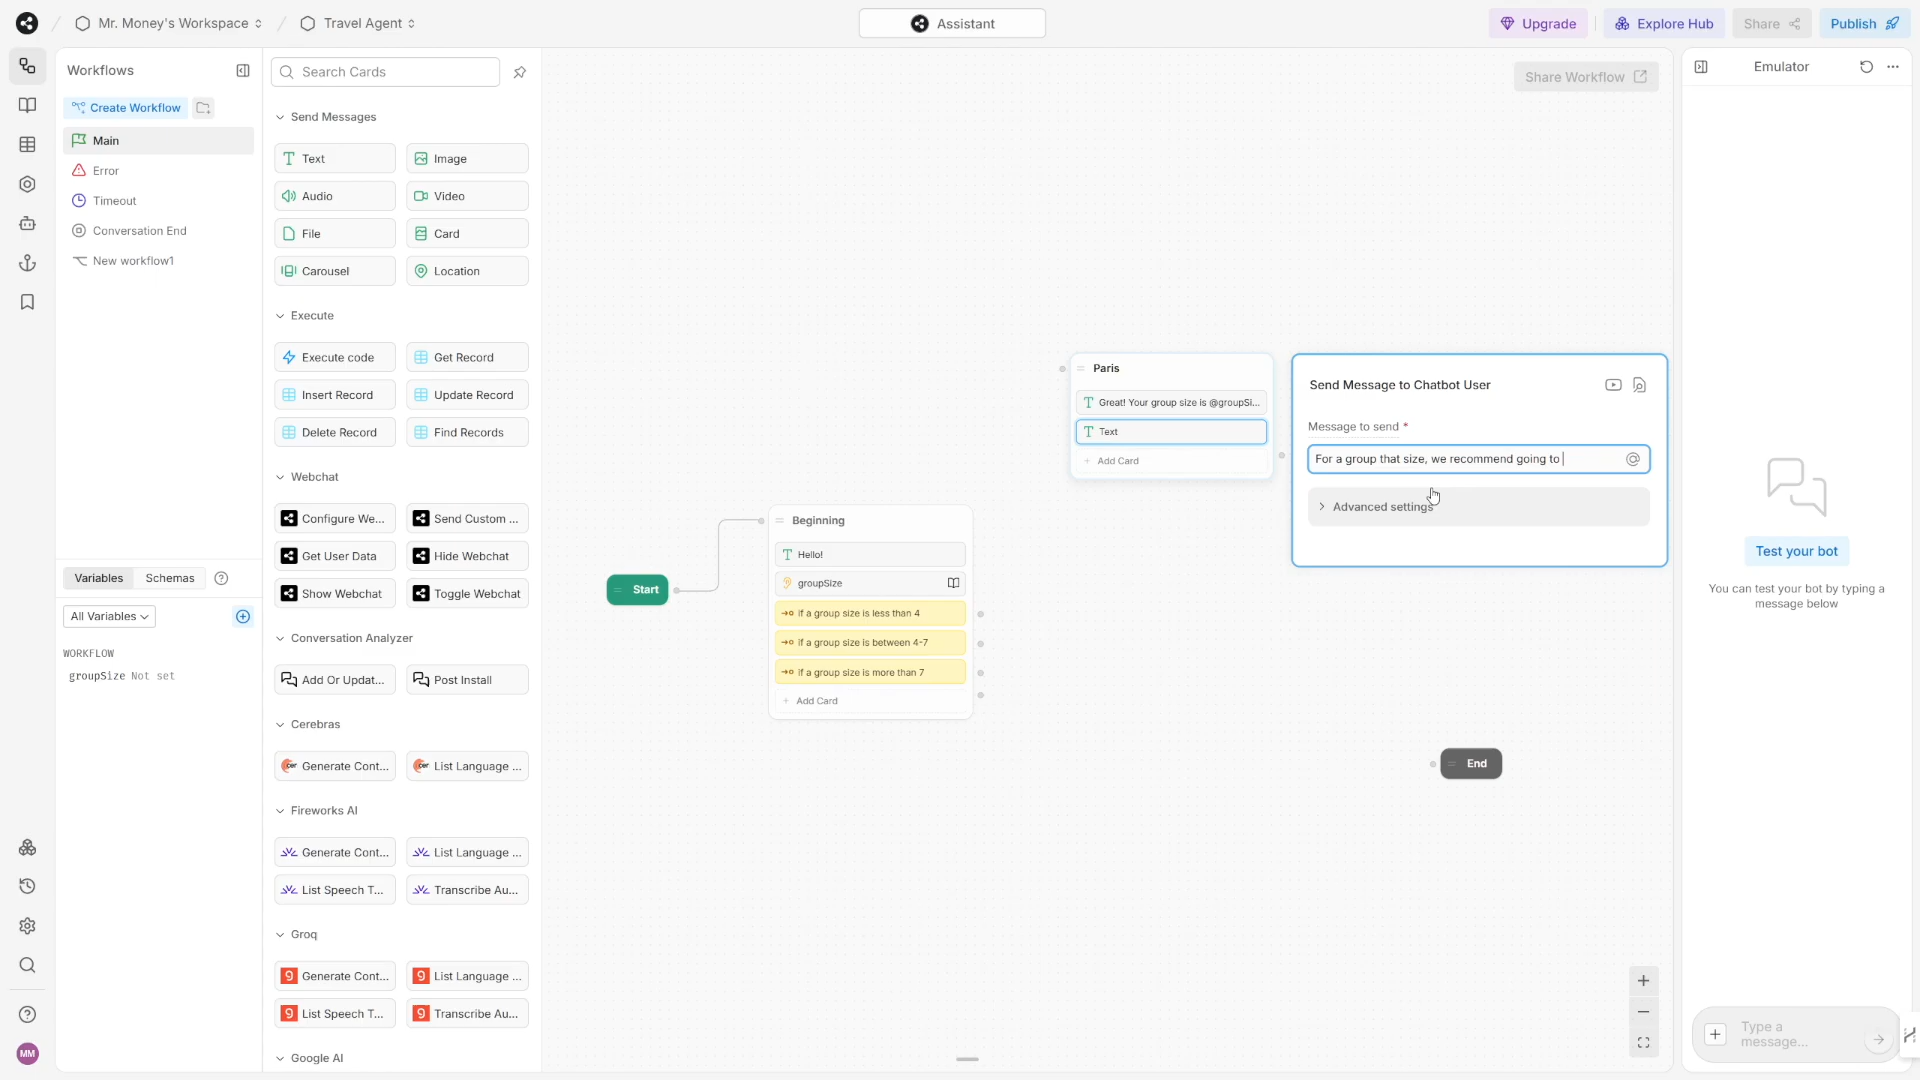 Mr. Money's Workspace
Travel Agent
Assistant
Upgrade
Explore Hub
Share
Publish
Workflows
Create Workflow
Main
Error
Timeout
Conversation End
New workflow1
Variables
Schemas
All Variables
WORKFLOW
groupSize Not set
MM
Search Cards
Send Messages
Text
Image
Audio
Video
File
Card
Carousel
Location
Execute
Execute code
Get Record
Insert Record
Update Record
Delete Record
Find Records
Webchat
Configure We...
Send Custom ...
Get User Data
Hide Webchat
Show Webchat
Toggle Webchat
Conversation Analyzer
Add Or Updat...
Post Install
Cerebras
Generate Cont...
List Language ...
Fireworks AI
Generate Cont...
List Language ...
List Speech T...
Transcribe Au...
Groq
Generate Cont...
List Language ...
List Speech T...
Transcribe Au...
Google AI
Share Workflow
Start
Beginning
Hello!
groupSize
if a group size is less than 4
if a group size is between 4-7
if a group size is more than 7
+ Add Card
Paris
Great! Your group size is @groupSi...
Text
+ Add Card
Send Message to Chatbot User
Message to send *
For a group that size, we recommend going to
Advanced settings
End
Emulator
Test your bot
You can test your bot by typing a
message below
Type a
message...